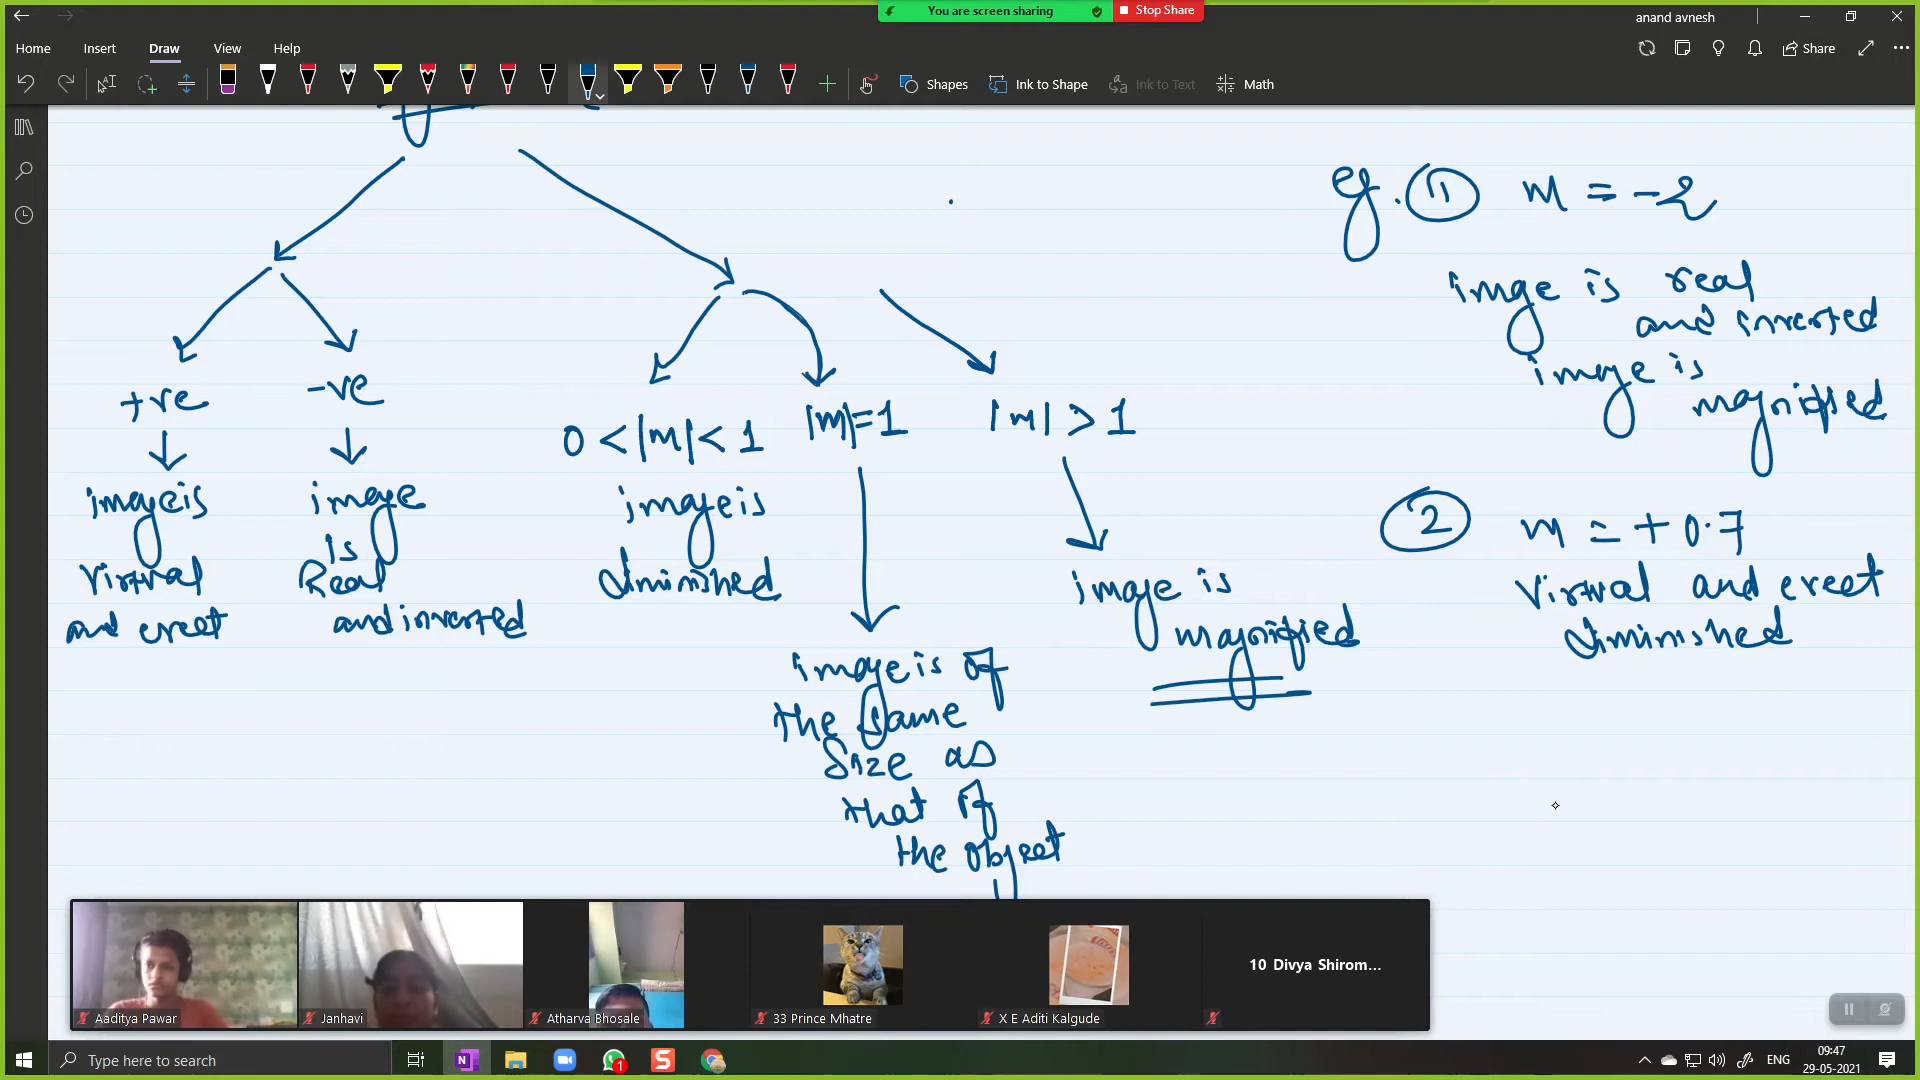 You are screen sharing
Stop Share
anand avnesh
Home
Insert
Draw
View
Help
Share
Shapes
Ink to Shape
Ink to Text
Math
+ve
-ve
image is
Virtual
and erect
image
is
Real
and inverted
0 < |m| < 1
image is
diminished
|m| = 1
image is of
the same
size as
that of
the object
|m| > 1
image is
magnified
eg. 1) m = -2
imge is real
and inverted
image is
magnified
2 m = + 0.7
Virtual and erect
diminished
Aaditya Pawar
Janhavi
Atharva Bhosale
33 Prince Mhatre
X E Aditi Kalgude
10 Divya Shirom...
Type here to search
1
ENG
09:47
29-05-2021